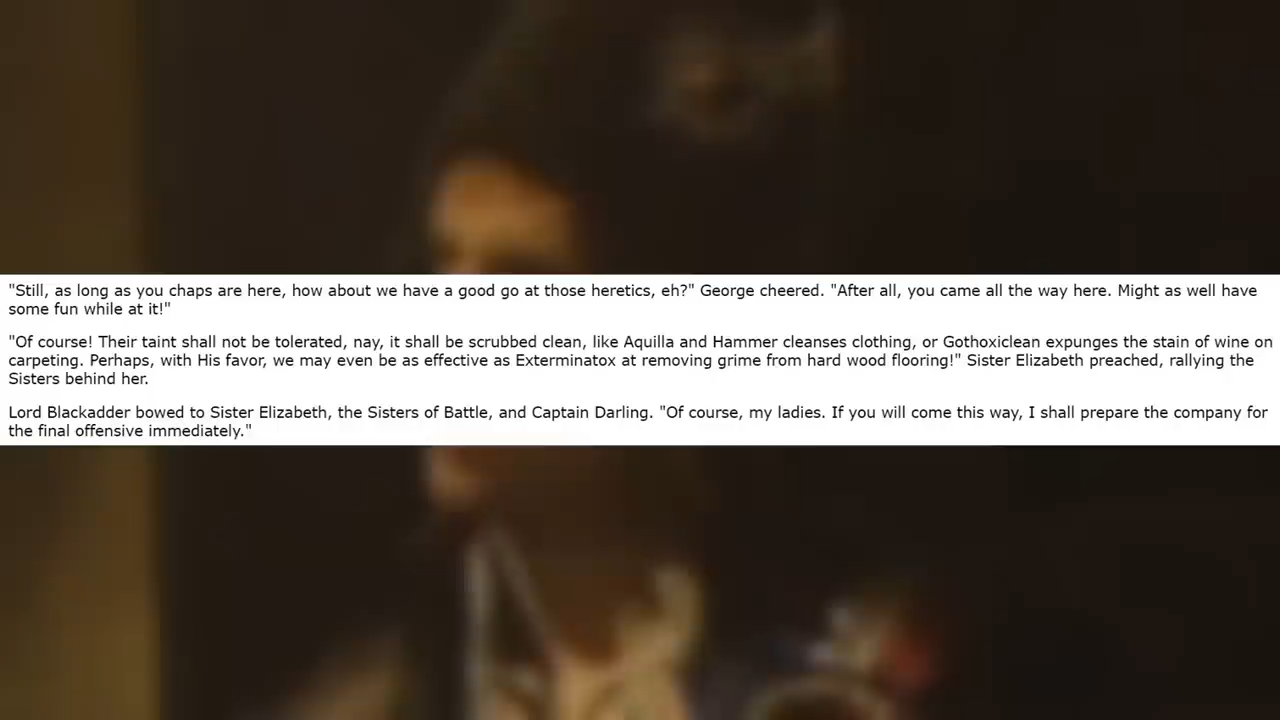 "Still, as long as you chaps are here, how about we have a good go at those heretics, eh?" George cheered. "After all, you came all the way here. Might as well have
some fun while at it!"
"Of course! Their taint shall not be tolerated, nay, it shall be scrubbed clean, like Aquilla and Hammer cleanses clothing, or Gothoxiclean expunges the stain of wine on
carpeting. Perhaps, with His favor, we may even be as effective as Exterminatox at removing grime from hard wood flooring!" Sister Elizabeth preached, rallying the
Sisters behind her.
Lord Blackadder bowed to Sister Elizabeth, the Sisters of Battle, and Captain Darling. "Of course, my ladies. If you will come this way, I shall prepare the company for
the final offensive immediately."